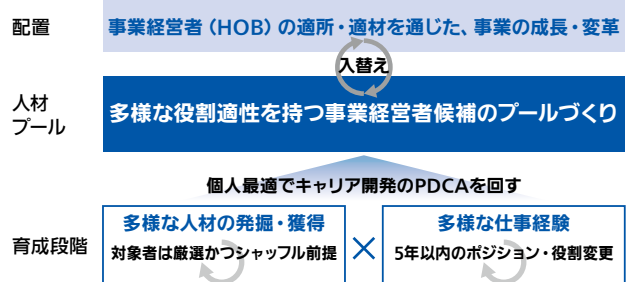 配置
事業経営者（HOB）の適所・適材を通じた、事業の成長・変革
入替え
人材
プール
多様な役割適性を持つ事業経営者候補のプールづくり
個人最適でキャリア開発のPDCAを回す
育成段階
多様な人材の発掘・獲得
対象者は厳選かつシャッフル前提
×
多様な仕事経験
5年以内のポジション・役割変更